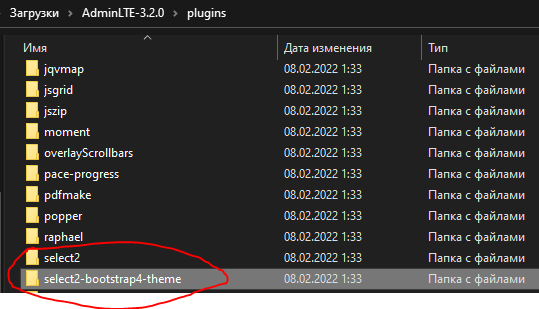 Загрузки > AdminLTE-3.2.0 > plugins
Имя Дата изменения Тип
jqvmap 08.02.2022 1:33 Папка с файлами
jsgrid 08.02.2022 1:33 Папка с файлами
jszip 08.02.2022 1:33 Папка с файлами
moment 08.02.2022 1:33 Папка с файлами
overlayScrollbars 08.02.2022 1:33 Папка с файлами
pace-progress 08.02.2022 1:33 Папка с файлами
pdfmake 08.02.2022 1:33 Папка с файлами
popper 08.02.2022 1:33 Папка с файлами
raphael 08.02.2022 1:33 Папка с файлами
select2 08.02.2022 1:33 Папка с файлами
select2-bootstrap4-theme 08.02.2022 1:33 Папка с файлами